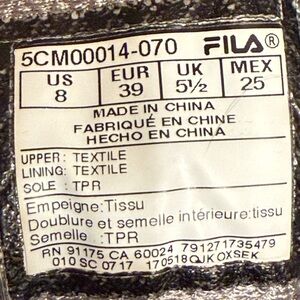 5CM00014-070 FILA®
US EUR UK MEX
8 39 5½ 25
MADE IN CHINA
FABRIQUÉ EN CHINE
HECHO EN CHINA
UPPER: TEXTILE
LINING: TEXTILE
SOLE : TPR
Empeigne:Tissu
Doublure et semelle intérieure:tissu
Semelle :TPR
RN 91175 CA 60024 791271735479
010 SC 0717 170518QJK OXSEK